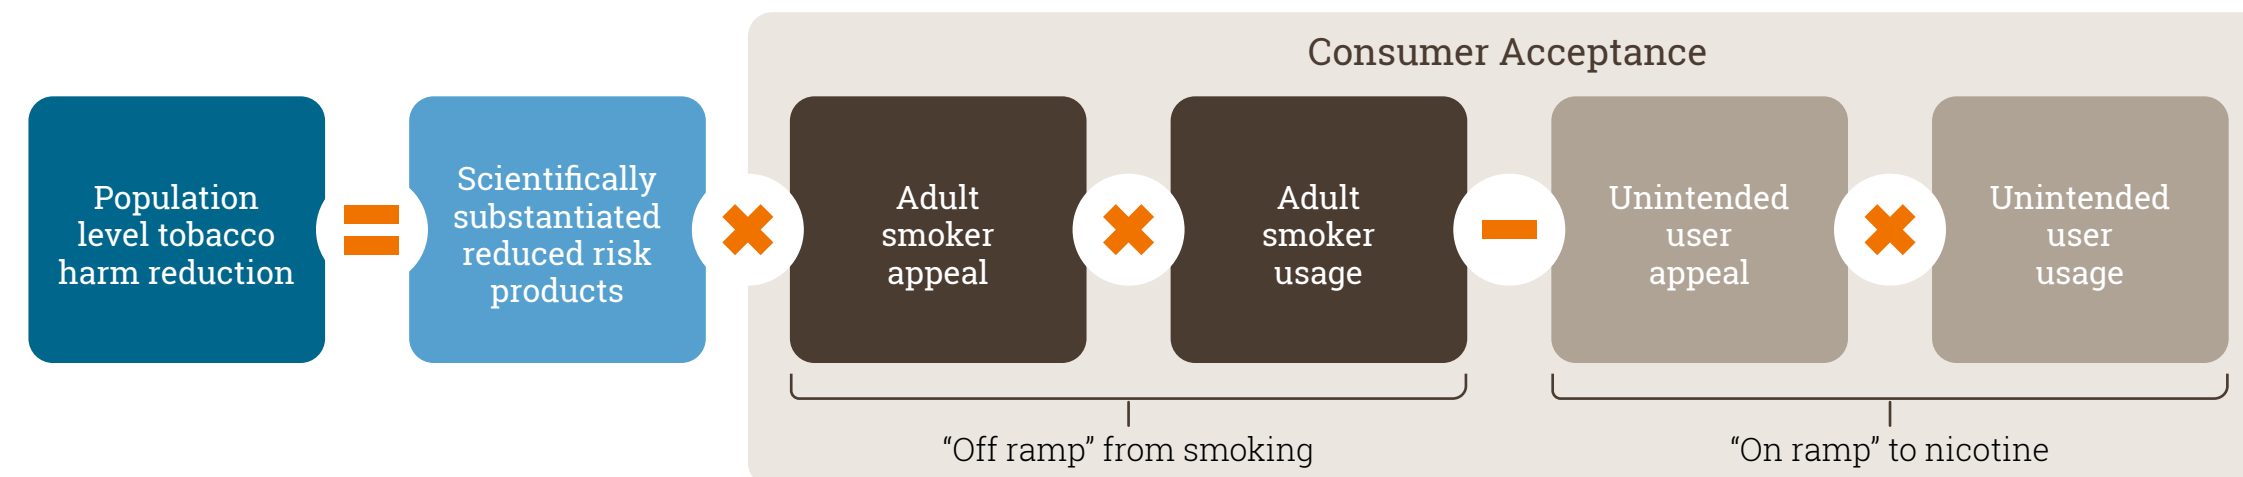 Consumer Acceptance
Population
level tobacco
harm reduction
Scientifically
substantiated
reduced risk
products
Adult
smoker
appeal
Adult
smoker
usage
Unintended
user
appeal
Unintended
user
usage
“Off ramp” from smoking
“On ramp” to nicotine